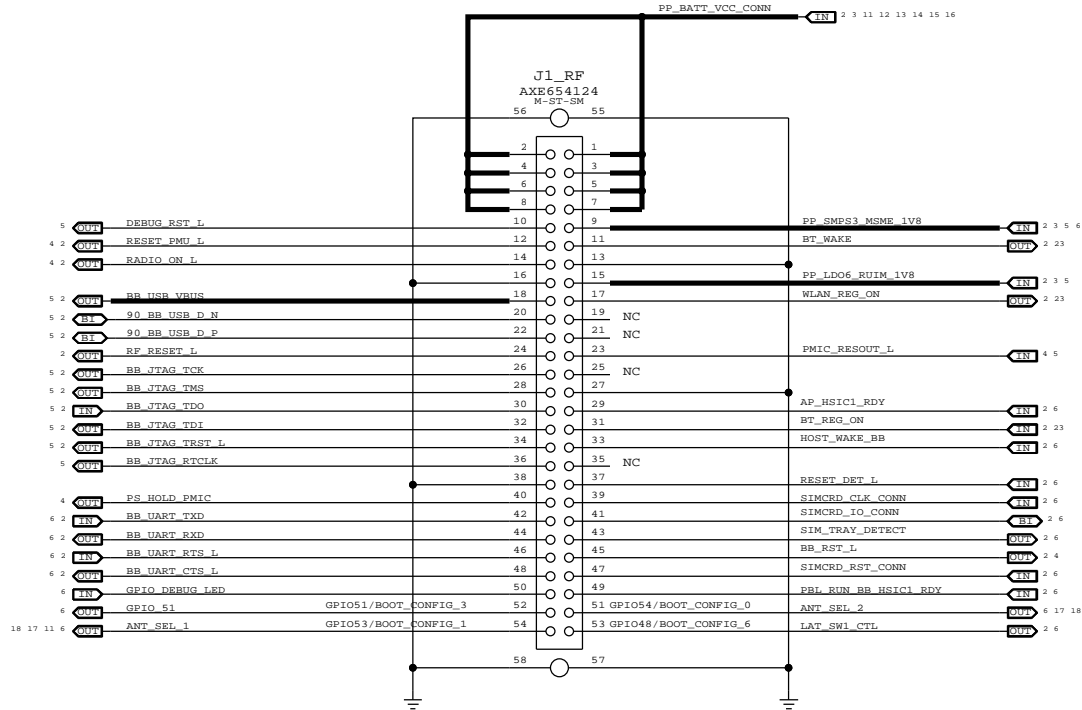 PP_BATT_VCC_CONN IN 2 3 11 12 13 14 15 16
J1_RF
AXE654124
M-ST-SM
56 55
2 1
4 3
6 5
8 7
5 OUT DEBUG_RST_L 10 9 PP_SMPS3_MSME_1V8 IN 2 3 5 6
4 2 OUT RESET_PMU_L 12 11 BT_WAKE OUT 2 23
4 2 OUT RADIO_ON_L 14 13
16 15 PP_LDO6_RUIM_1V8 IN 2 3 5
5 2 OUT BB_USB_VBUS 18 17 WLAN_REG_ON OUT 2 23
5 2 BI 90_BB_USB_D_N 20 19 NC
5 2 BI 90_BB_USB_D_P 22 21 NC
2 OUT RF_RESET_L 24 23 PMIC_RESOUT_L IN 4 5
5 2 OUT BB_JTAG_TCK 26 25 NC
5 2 OUT BB_JTAG_TMS 28 27
5 2 IN BB_JTAG_TDO 30 29 AP_HSIC1_RDY IN 2 6
5 2 OUT BB_JTAG_TDI 32 31 BT_REG_ON IN 2 23
5 2 OUT BB_JTAG_TRST_L 34 33 HOST_WAKE_BB IN 2 6
5 OUT BB_JTAG_RTCLK 36 35 NC
38 37 RESET_DET_L IN 2 6
4 OUT PS_HOLD_PMIC 40 39 SIMCRD_CLK_CONN IN 2 6
6 2 IN BB_UART_TXD 42 41 SIMCRD_IO_CONN BI 2 6
6 2 OUT BB_UART_RXD 44 43 SIM_TRAY_DETECT OUT 2 6
6 2 IN BB_UART_RTS_L 46 45 BB_RST_L OUT 2 4
6 2 OUT BB_UART_CTS_L 48 47 SIMCRD_RST_CONN IN 2 6
6 IN GPIO_DEBUG_LED 50 49 PBL_RUN_BB_HSIC1_RDY IN 2 6
6 OUT GPIO_51 GPIO51/BOOT_CONFIG_3 52 51 GPIO54/BOOT_CONFIG_0 ANT_SEL_2 OUT 6 17 18
18 17 11 6 OUT ANT_SEL_1 GPIO53/BOOT_CONFIG_1 54 53 GPIO48/BOOT_CONFIG_6 LAT_SW1_CTL OUT 2 6
58 57